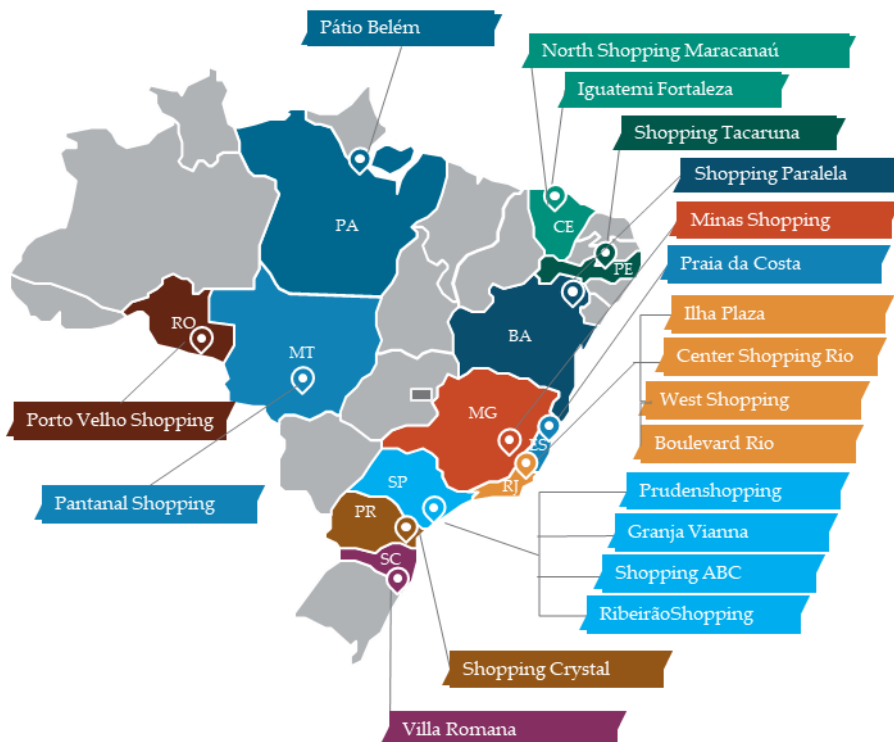 Pátio Belém
North Shopping Maracanaú
Iguatemi Fortaleza
Shopping Tacaruna
Shopping Paralela
Minas Shopping
Praia da Costa
Ilha Plaza
Center Shopping Rio
West Shopping
Boulevard Rio
Prudenshopping
Granja Vianna
Shopping ABC
RibeirãoShopping
Shopping Crystal
Villa Romana
Porto Velho Shopping
Pantanal Shopping
PA
CE
PE
RO
MT
BA
MG
ES
SP
RJ
PR
SC